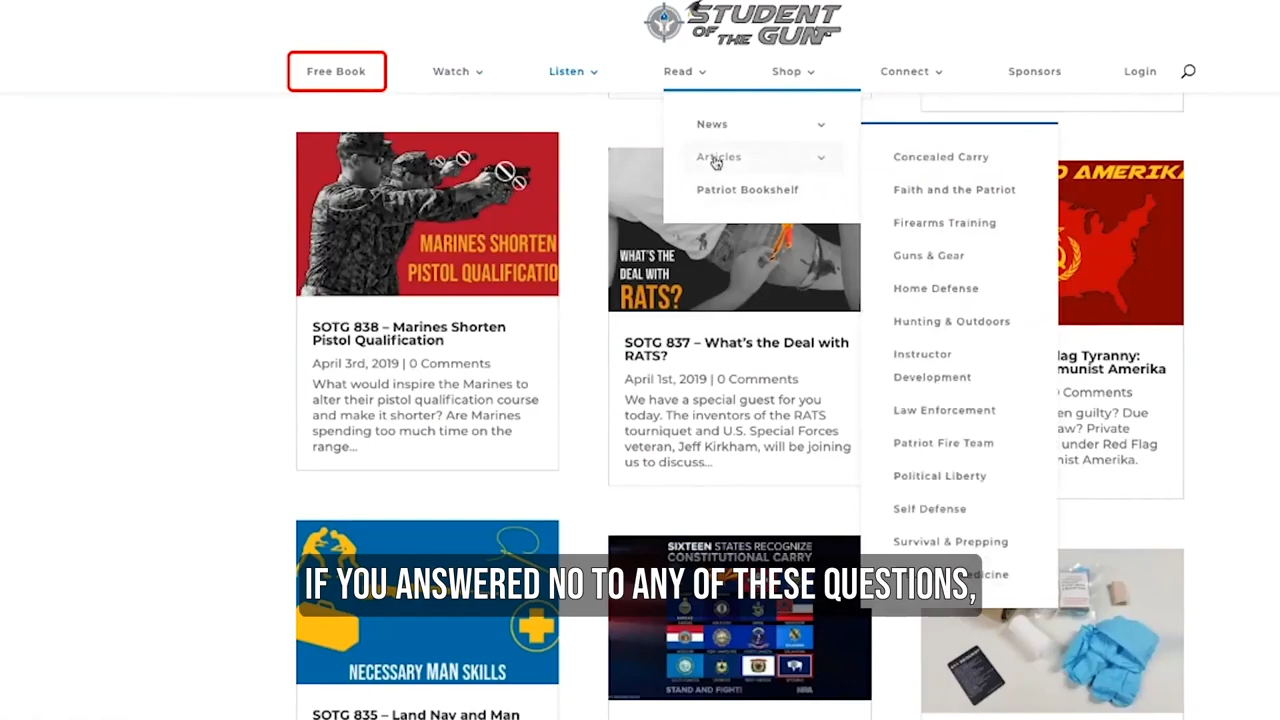 STUDENT
OF THE GUN
Free Book
Watch
Listen
Read
Shop
Connect
Sponsors
Login
News
Articles
Patriot Bookshelf
Concealed Carry
Faith and the Patriot
Firearms Training
Guns & Gear
Home Defense
Hunting & Outdoors
Instructor
Development
Law Enforcement
Patriot Fire Team
Political Liberty
Self Defense
Survival & Prepping
MARINES SHORTEN
PISTOL QUALIFICATIO
SOTG 838 – Marines Shorten
Pistol Qualification
April 3rd, 2019 | 0 Comments
What would inspire the Marines to
alter their pistol qualification course
and make it shorter? Are Marines
spending too much time on the
range...
WHAT'S THE
DEAL WITH
RATS?
SOTG 837 – What's the Deal with
RATS?
April 1st, 2019 | 0 Comments
We have a special guest for you
today. The inventors of the RATS
tourniquet and U.S. Special Forces
veteran, Jeff Kirkham, will be joining
us to discuss...
AMERIKA
lag Tyranny:
munist Amerika
Comments
en guilty? Due
aw? Private
under Red Flag
nist Amerika.
NECESSARY MAN SKILLS
SOTG 835 – Land Nav and Man
SIXTEEN STATES RECOGNIZE
CONSTITUTIONAL CARRY
STAND AND FIGHT!
NRA
IF YOU ANSWERED NO TO ANY OF THESE QUESTIONS,